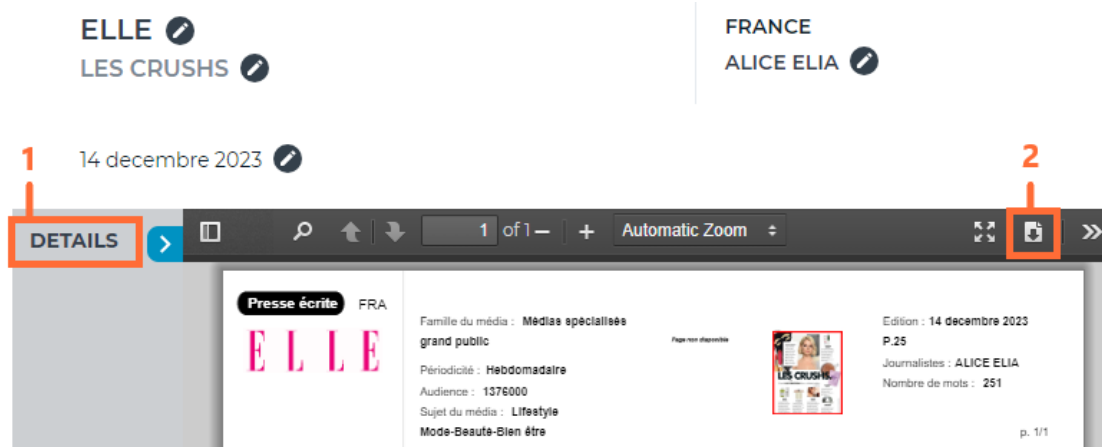 ELLE
LES CRUSHS
FRANCE
ALICE ELIA
14 decembre 2023
1
2
DETAILS
1 of 1
Automatic Zoom
Presse écrite FRA
ELLE
Famille du média : Médias spécialisés
grand public
Périodicité : Hebdomadaire
Audience : 1376000
Sujet du média : Lifestyle
Mode-Beauté-Bien être
Page non disponible
LES CRUSHS
Edition : 14 decembre 2023
P.25
Journalistes : ALICE ELIA
Nombre de mots : 251
p. 1/1